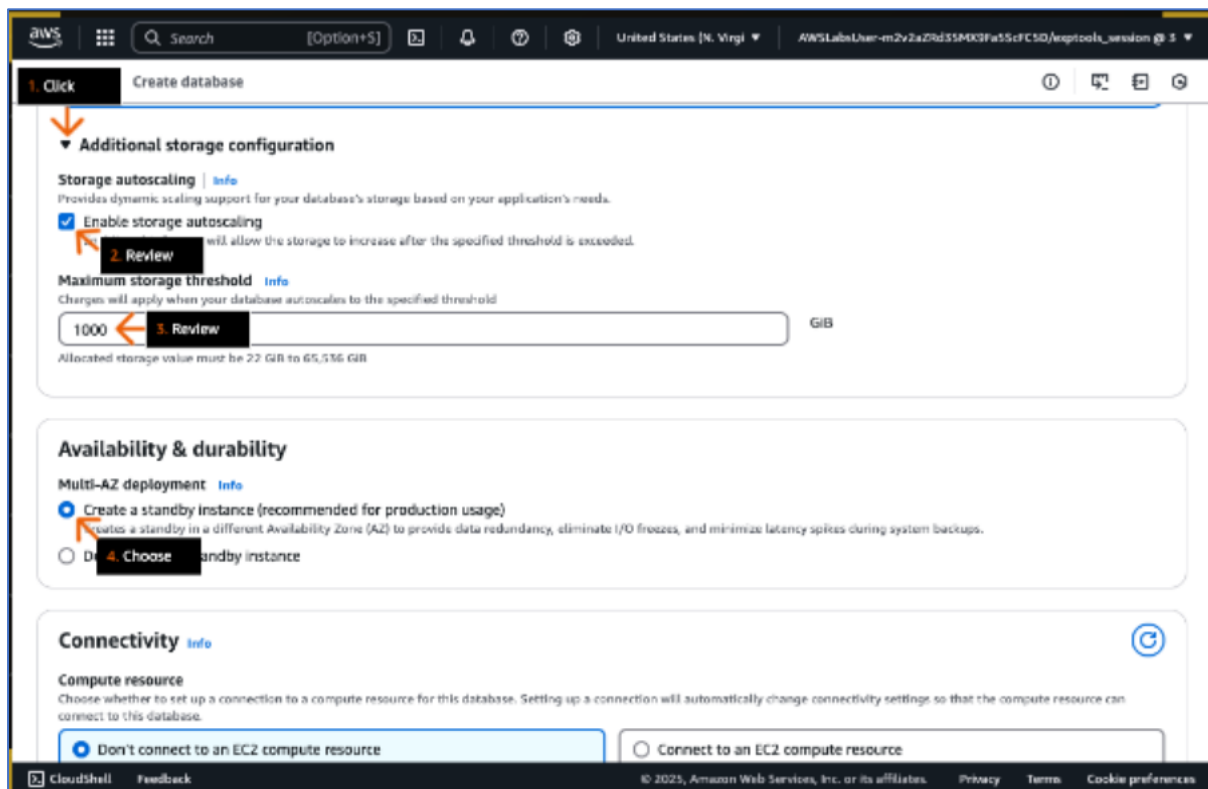 aws
Search [Option+S]
United States (N. Virgi
1. Click
Create database
Additional storage configuration
Storage autoscaling | Info
Provides dynamic scaling support for your database's storage based on your application's needs.
Enable storage autoscaling
will allow the storage to increase after the specified threshold is exceeded.
2. Review
Maximum storage threshold Info
Charges will apply when your database autoscales to the specified threshold
1000
3. Review
GiB
Allocated storage value must be 22 GiB to 65,536 GiB
Availability & durability
Multi-AZ deployment Info
Create a standby instance (recommended for production usage)
Creates a standby in a different Availability Zone (AZ) to provide data redundancy, eliminate I/O freezes, and minimize latency spikes during system backups.
4. Choose
andby instance
Connectivity Info
Compute resource
Choose whether to set up a connection to a compute resource for this database. Setting up a connection will automatically change connectivity settings so that the compute resource can
connect to this database.
Don't connect to an EC2 compute resource
Connect to an EC2 compute resource
CloudShell Feedback
© 2025, Amazon Web Services, Inc. or its affiliates. Privacy Terms Cookie preferences